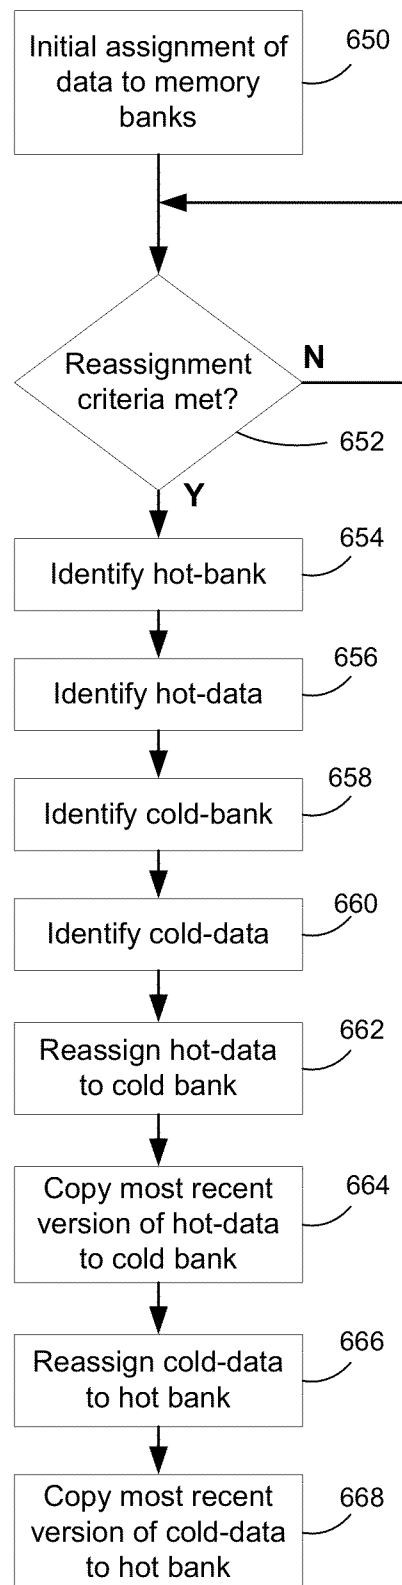 Initial assignment of
data to memory
banks
650
Reassignment
criteria met?
N
652
Y
654
Identify hot-bank
656
Identify hot-data
658
Identify cold-bank
660
Identify cold-data
662
Reassign hot-data
to cold bank
664
Copy most recent
version of hot-data
to cold bank
666
Reassign cold-data
to hot bank
668
Copy most recent
version of cold-data
to hot bank